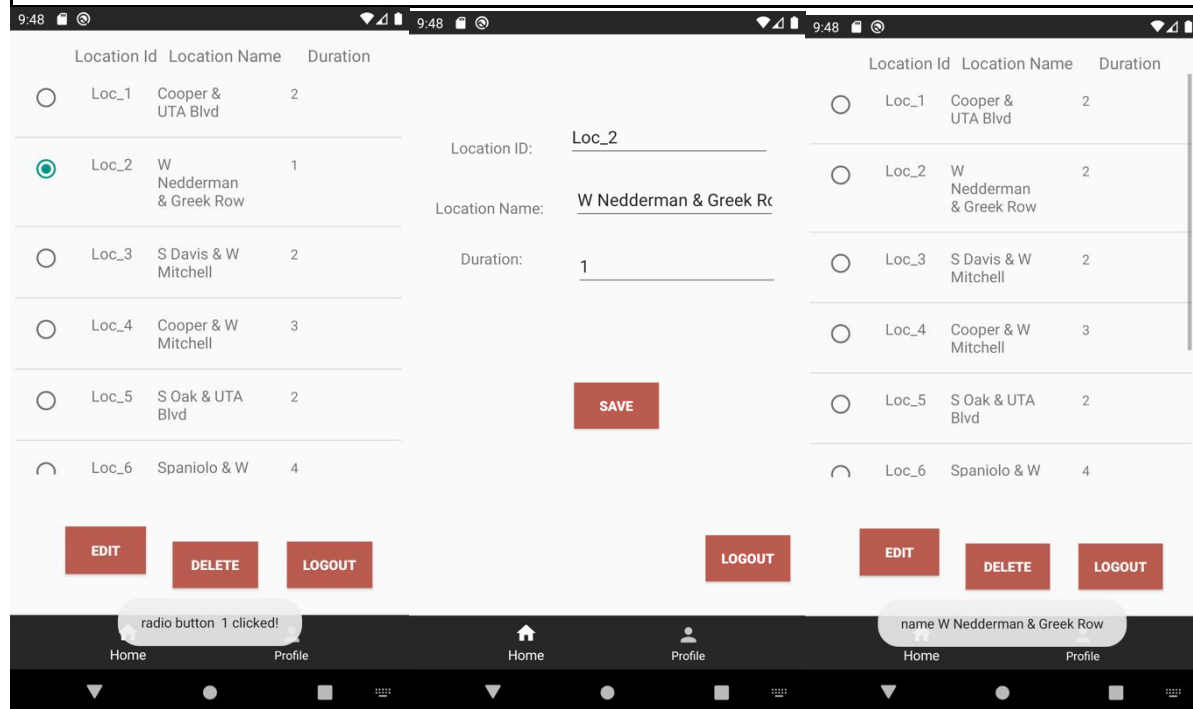 9:48
Location Id Location Name Duration
Loc_1 Cooper & 2
UTA Blvd
Loc_2 W 1
Nedderman
& Greek Row
Loc_3 S Davis & W 2
Mitchell
Loc_4 Cooper & W 3
Mitchell
Loc_5 S Oak & UTA 2
Blvd
Loc_6 Spaniolo & W 4
EDIT DELETE LOGOUT
radio button 1 clicked!
Home Profile
9:48
Location ID: Loc_2
Location Name: W Nedderman & Greek Ro
Duration: 1
SAVE
LOGOUT
Home Profile
9:48
Location Id Location Name Duration
Loc_1 Cooper & 2
UTA Blvd
Loc_2 W 2
Nedderman
& Greek Row
Loc_3 S Davis & W 2
Mitchell
Loc_4 Cooper & W 3
Mitchell
Loc_5 S Oak & UTA 2
Blvd
Loc_6 Spaniolo & W 4
EDIT DELETE LOGOUT
name W Nedderman & Greek Row
Home Profile